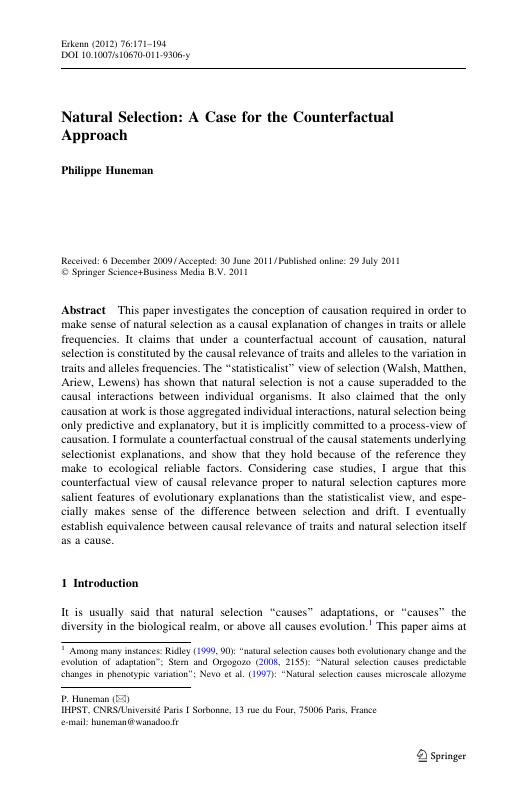 Erkenn (2012) 76:171–194
DOI 10.1007/s10670-011-9306-y
Natural Selection: A Case for the Counterfactual
Approach
Philippe Huneman
Received: 6 December 2009 / Accepted: 30 June 2011 / Published online: 29 July 2011
© Springer Science+Business Media B.V. 2011
Abstract This paper investigates the conception of causation required in order to
make sense of natural selection as a causal explanation of changes in traits or allele
frequencies. It claims that under a counterfactual account of causation, natural
selection is constituted by the causal relevance of traits and alleles to the variation in
traits and alleles frequencies. The “statisticalist” view of selection (Walsh, Matthen,
Ariew, Lewens) has shown that natural selection is not a cause superadded to the
causal interactions between individual organisms. It also claimed that the only
causation at work is those aggregated individual interactions, natural selection being
only predictive and explanatory, but it is implicitly committed to a process-view of
causation. I formulate a counterfactual construal of the causal statements underlying
selectionist explanations, and show that they hold because of the reference they
make to ecological reliable factors. Considering case studies, I argue that this
counterfactual view of causal relevance proper to natural selection captures more
salient features of evolutionary explanations than the statisticalist view, and espe-
cially makes sense of the difference between selection and drift. I eventually
establish equivalence between causal relevance of traits and natural selection itself
as a cause.
1 Introduction
It is usually said that natural selection “causes” adaptations, or “causes” the
diversity in the biological realm, or above all causes evolution.1 This paper aims at
1 Among many instances: Ridley (1999, 90): “natural selection causes both evolutionary change and the
evolution of adaptation”; Stern and Orgogozo (2008, 2155): “Natural selection causes predictable
changes in phenotypic variation”; Nevo et al. (1997): “Natural selection causes microscale allozyme
P. Huneman (✉)
IHPST, CNRS/Université Paris I Sorbonne, 13 rue du Four, 75006 Paris, France
e-mail: huneman@wanadoo.fr
Springer